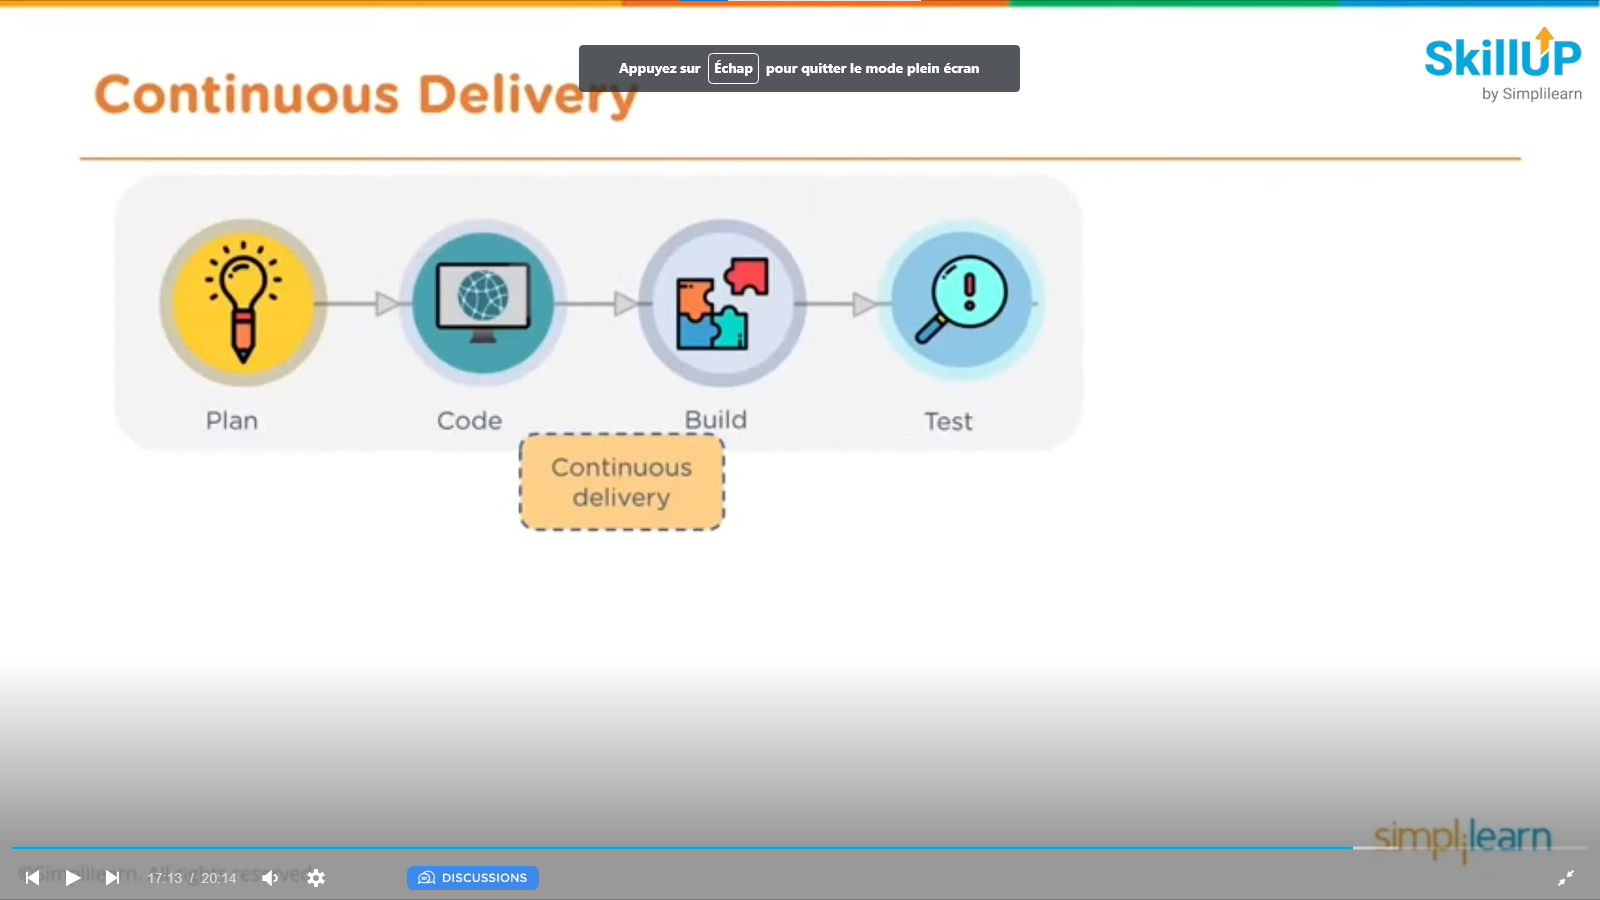 Continuous Delivery
Appuyez sur Échap pour quitter le mode plein écran
SkillUP
by Simplilearn
Plan
Code
Build
Test
Continuous
delivery
simplilearn
17:13 / 20:14
DISCUSSIONS